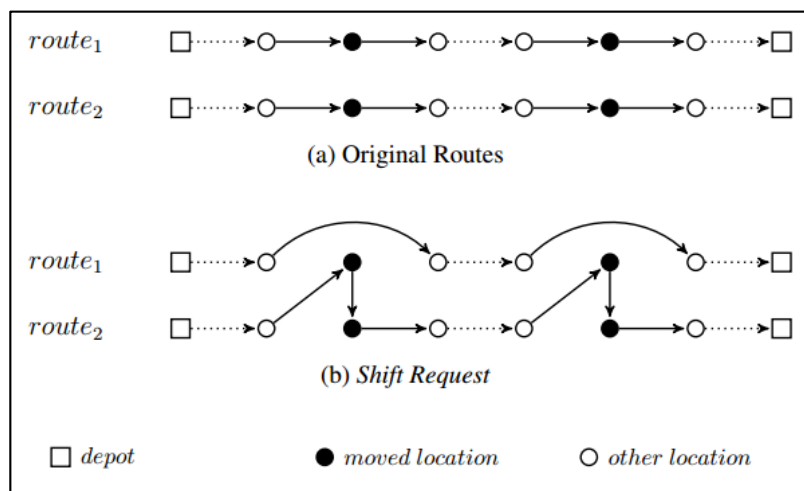 route₁
route₂
(a) Original Routes
route₁
route₂
(b) Shift Request
depot moved location other location